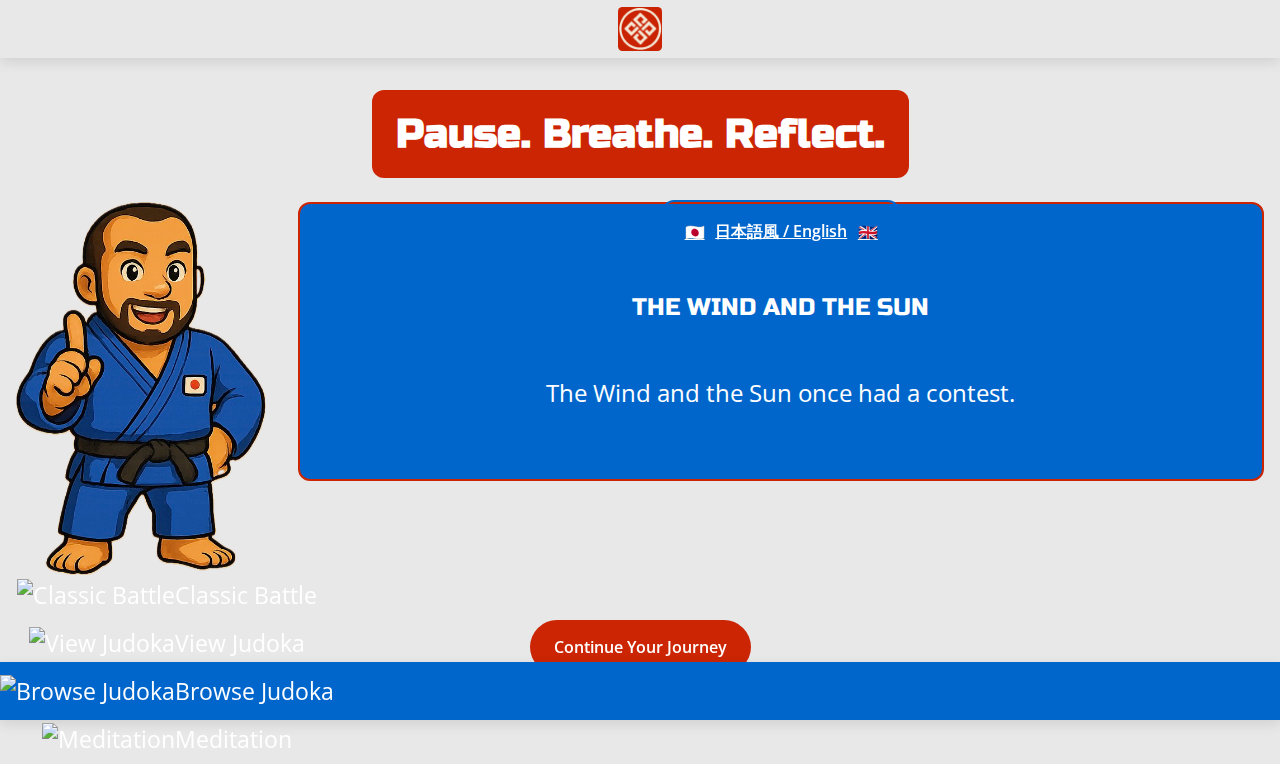 Pause. Breathe. Reflect.
日本語風 / English
THE WIND AND THE SUN
The Wind and the Sun once had a contest.
Classic BattleClassic Battle
View JudokaView Judoka
Continue Your Journey
Browse JudokaBrowse Judoka
MeditationMeditation